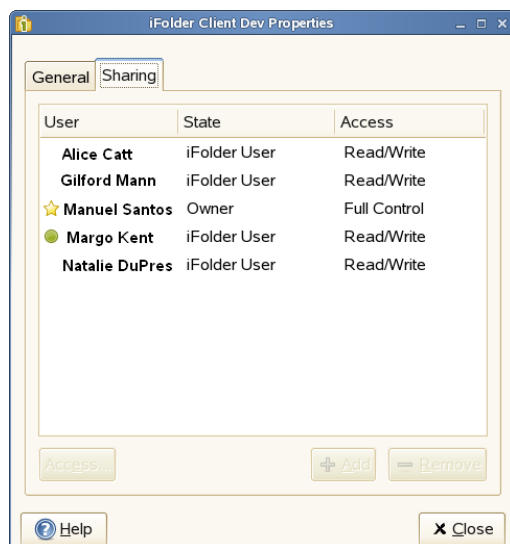 iFolder Client Dev Properties
General Sharing
User State Access
Alice Catt iFolder User Read/Write
Gilford Mann iFolder User Read/Write
Manuel Santos Owner Full Control
Margo Kent iFolder User Read/Write
Natalie DuPres iFolder User Read/Write
Access... Add Remove
Help Close